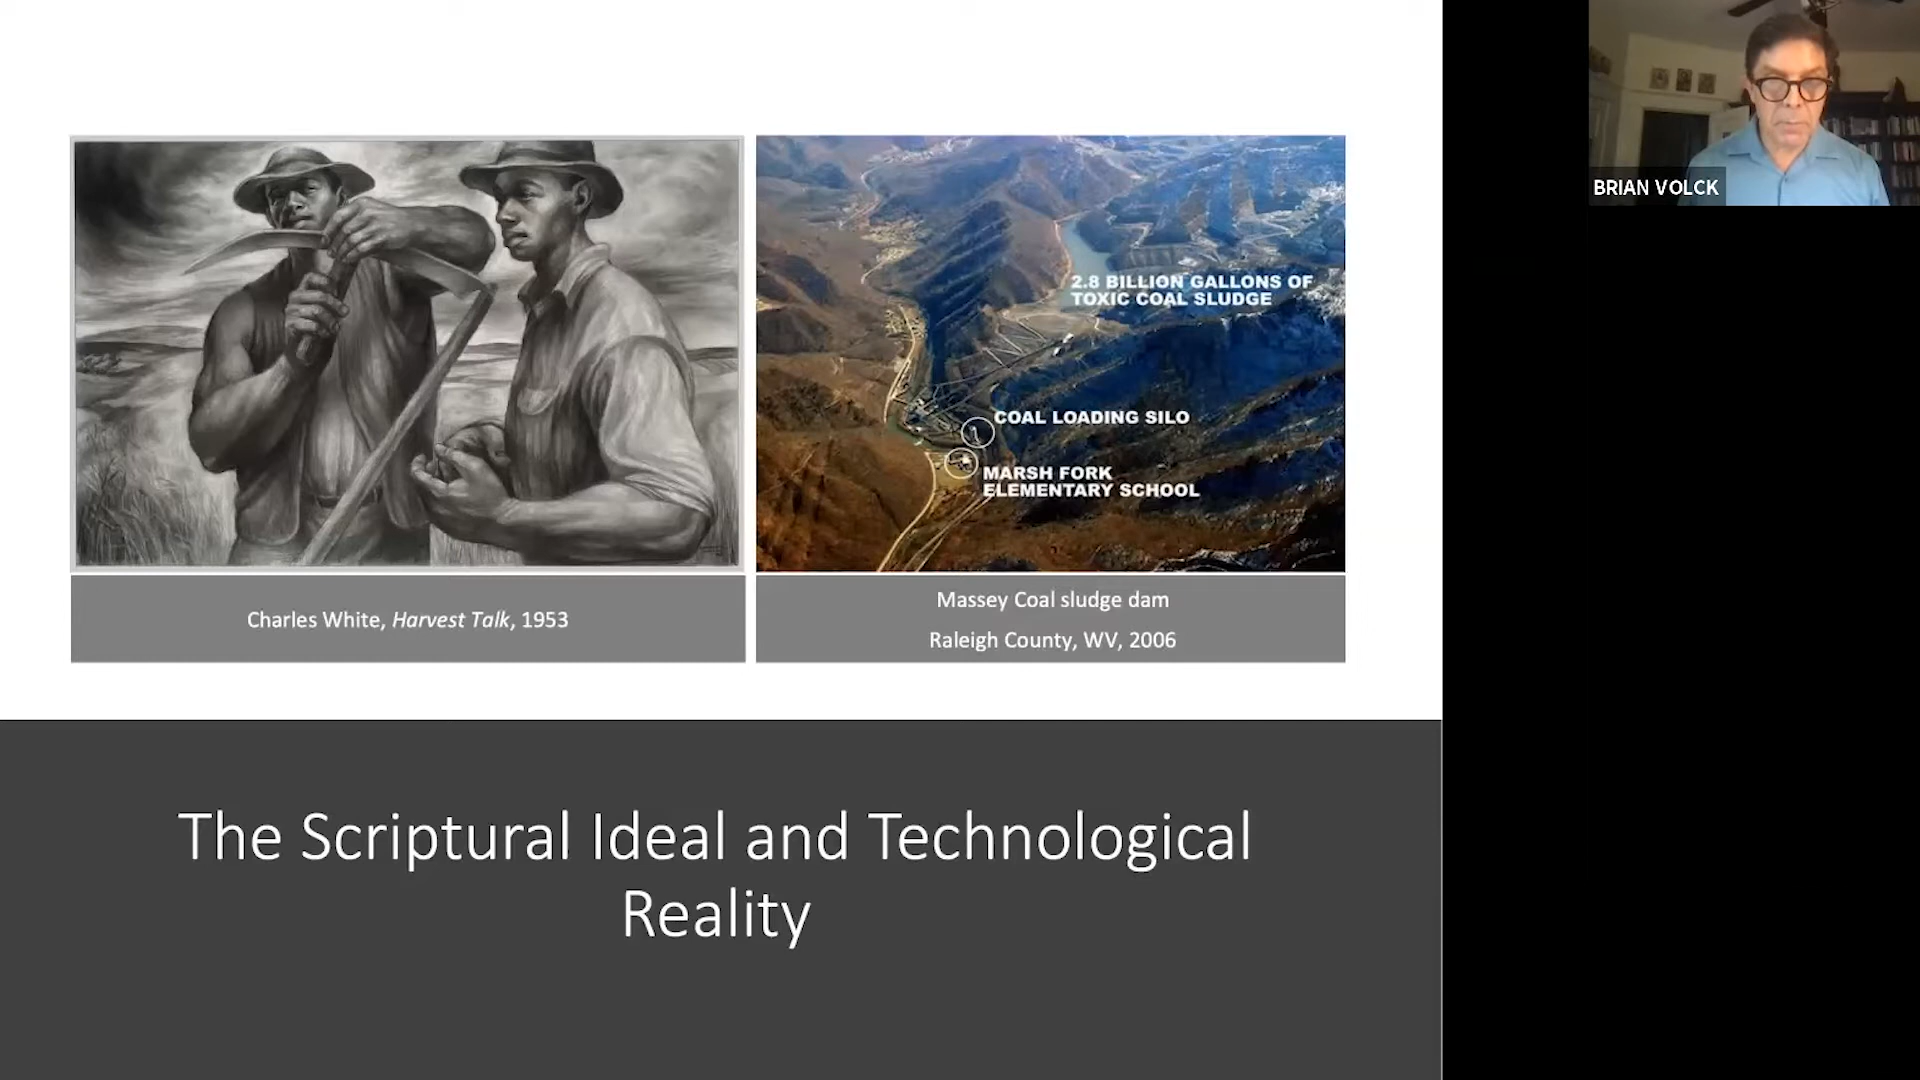 BRIAN VOLCK
2.8 BILLION GALLONS OF
TOXIC COAL SLUDGE
COAL LOADING SILO
MARSH FORK
ELEMENTARY SCHOOL
Charles White, Harvest Talk, 1953
Massey Coal sludge dam
Raleigh County, WV, 2006
The Scriptural Ideal and Technological
Reality